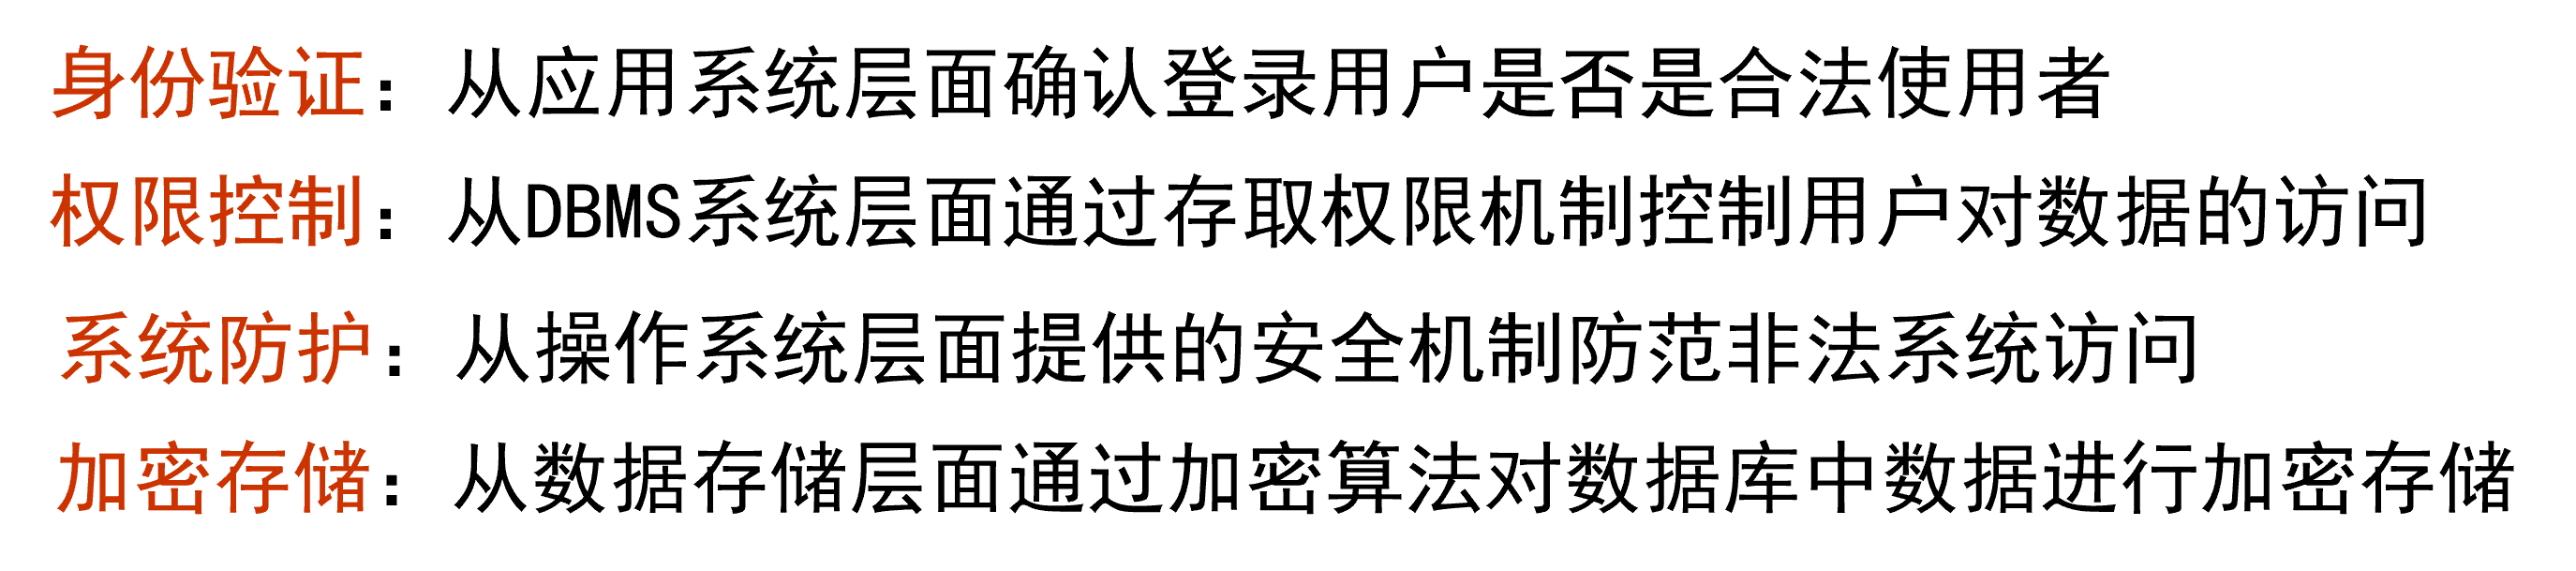 身份验证：从应用系统层面确认登录用户是否是合法使用者
权限控制：从DBMS系统层面通过存取权限机制控制用户对数据的访问
系统防护：从操作系统层面提供的安全机制防范非法系统访问
加密存储：从数据存储层面通过加密算法对数据库中数据进行加密存储